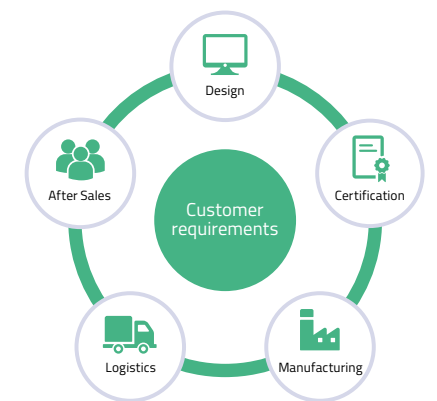 Design
After Sales
Certification
Customer
requirements
Logistics
Manufacturing